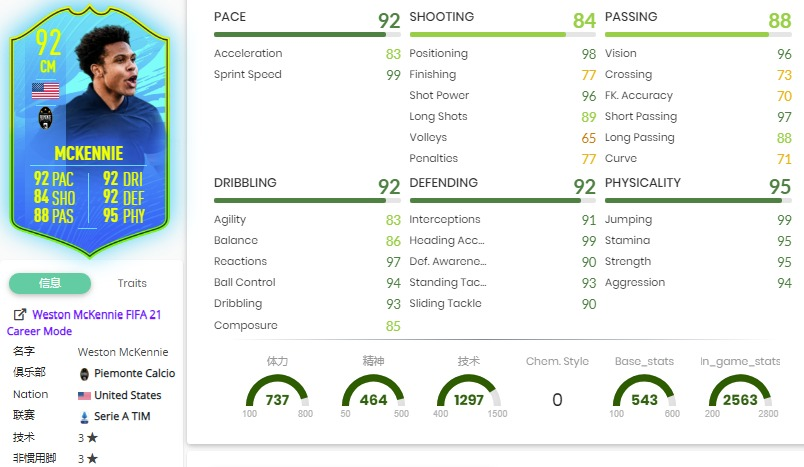 92
CM
MCKENNIE
92 PAC 92 DRI
84 SHO 92 DEF
88 PAS 95 PHY
信息 Traits
Weston McKennie FIFA 21
Career Mode
名字 Weston McKennie
俱乐部 Piemonte Calcio
Nation United States
联赛 Serie A TIM
技术 3 ★
非惯用脚 3 ★
PACE 92
Acceleration 83
Sprint Speed 99
SHOOTING 84
Positioning 98
Finishing 77
Shot Power 96
Long Shots 89
Volleys 65
Penalties 77
PASSING 88
Vision 96
Crossing 73
FK. Accuracy 70
Short Passing 97
Long Passing 88
Curve 71
DRIBBLING 92
Agility 83
Balance 86
Reactions 97
Ball Control 94
Dribbling 93
Composure 85
DEFENDING 92
Interceptions 91
Heading Acc... 99
Def. Awarene... 90
Standing Tac... 93
Sliding Tackle 90
PHYSICALITY 95
Jumping 99
Stamina 95
Strength 95
Aggression 94
体力 精神 技术 Chem. Style Base_stats In_game_stats
737 464 1297 0 543 2563
100 800 50 500 400 1500 100 600 200 2800